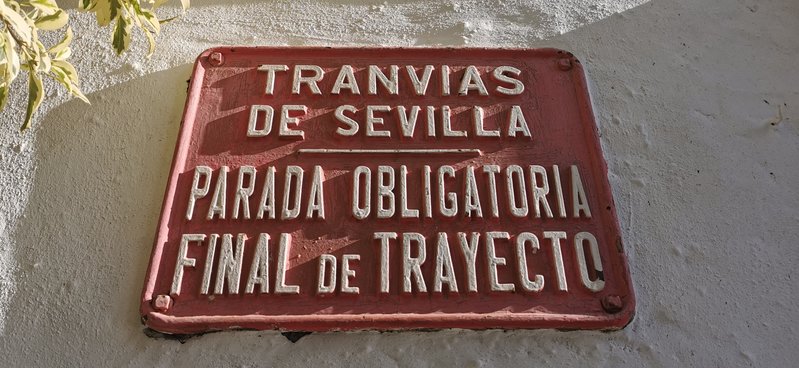 TRANVIAS
DE SEVILLA
PARADA OBLIGATORIA
FINAL DE TRAYECTO